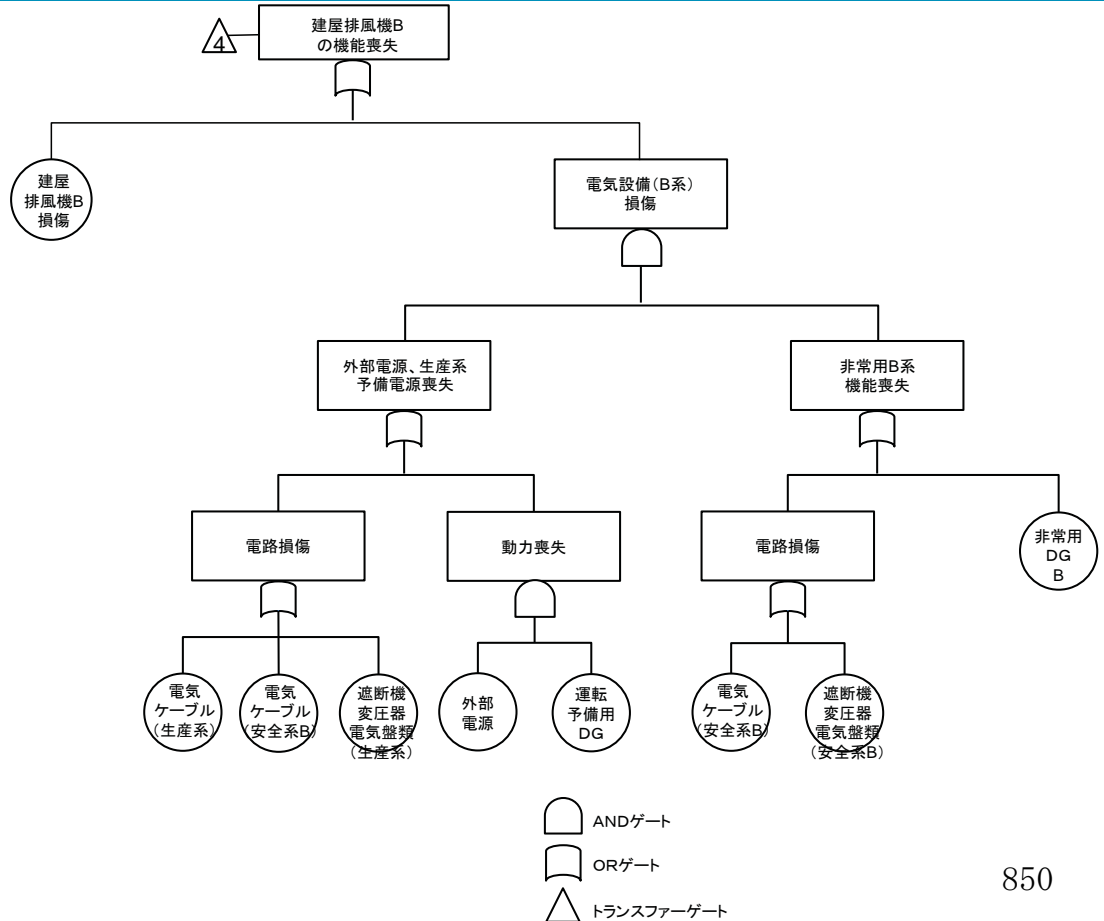 4
建屋排風機B
の機能喪失
建屋
排風機B
損傷
電気設備（B系）
損傷
外部電源、生産系
予備電源喪失
非常用B系
機能喪失
電路損傷
動力喪失
電路損傷
非常用
DG
B
電気
ケーブル
（生産系）
電気
ケーブル
（安全系B）
遮断機
変圧器
電気盤類
（生産系）
外部
電源
運転
予備用
DG
電気
ケーブル
（安全系B）
遮断機
変圧器
電気盤類
（安全系B）
ANDゲート
ORゲート
トランスファーゲート
850